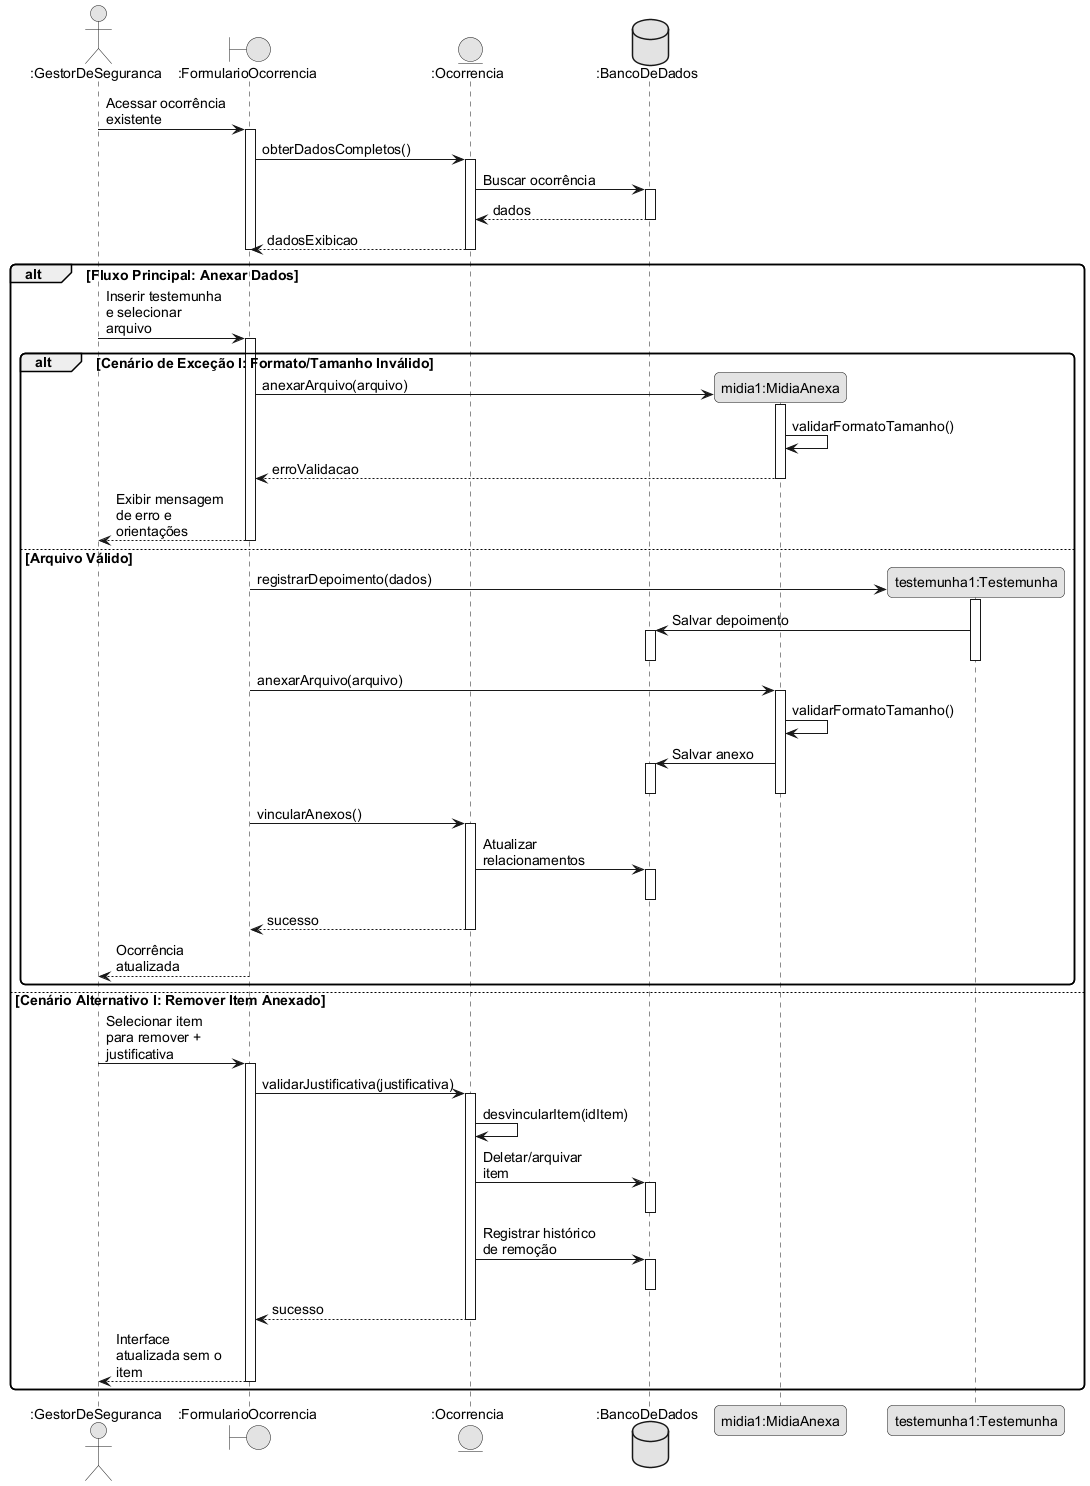 :GestorDeSeguranca
:FormularioOcorrencia
:Ocorrencia
:BancoDeDados
Acessar ocorrência
existente
obterDadosCompletos()
Buscar ocorrência
dados
dadosExibicao
alt
[Fluxo Principal: Anexar Dados]
Inserir testemunha
e selecionar
arquivo
alt
[Cenário de Exceção I: Formato/Tamanho Inválido]
anexarArquivo(arquivo)
midia1:MidiaAnexa
validarFormatoTamanho()
erroValidacao
Exibir mensagem
de erro e
orientações
[Arquivo Válido]
registrarDepoimento(dados)
testemunha1:Testemunha
Salvar depoimento
anexarArquivo(arquivo)
validarFormatoTamanho()
Salvar anexo
vincularAnexos()
Atualizar
relacionamentos
sucesso
Ocorrência
atualizada
[Cenário Alternativo I: Remover Item Anexado]
Selecionar item
para remover +
justificativa
validarJustificativa(justificativa)
desvincularItem(idItem)
Deletar/arquivar
item
Registrar histórico
de remoção
sucesso
Interface
atualizada sem o
item
:GestorDeSeguranca
:FormularioOcorrencia
:Ocorrencia
:BancoDeDados
midia1:MidiaAnexa
testemunha1:Testemunha